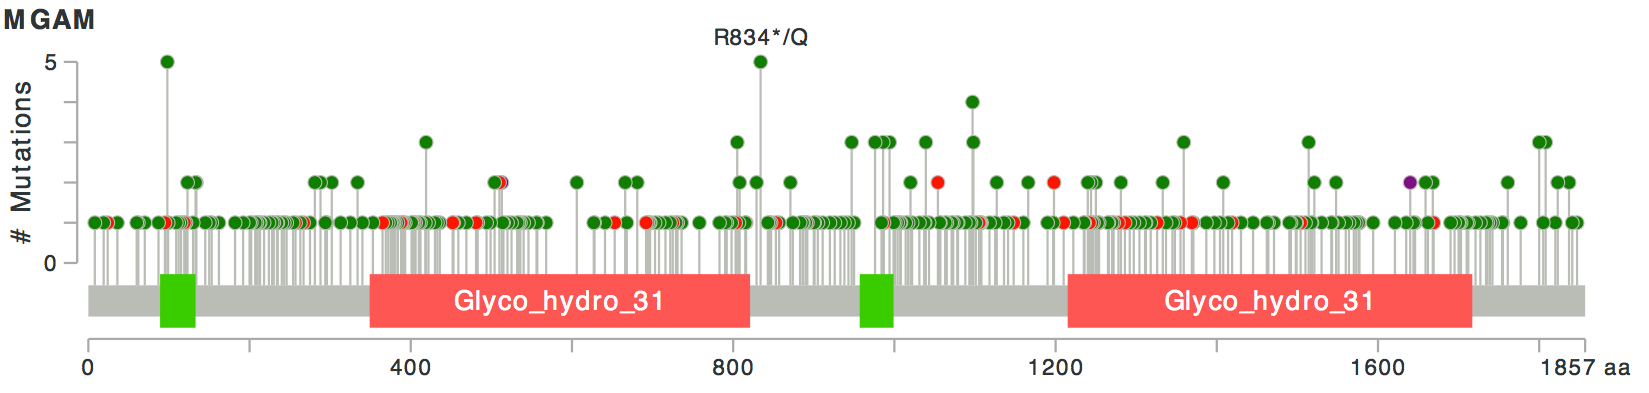 MGAM
R834*/Q
5
# Mutations
0
Glyco_hydro_31
Glyco_hydro_31
0 400 800 1200 1600 1857 aa